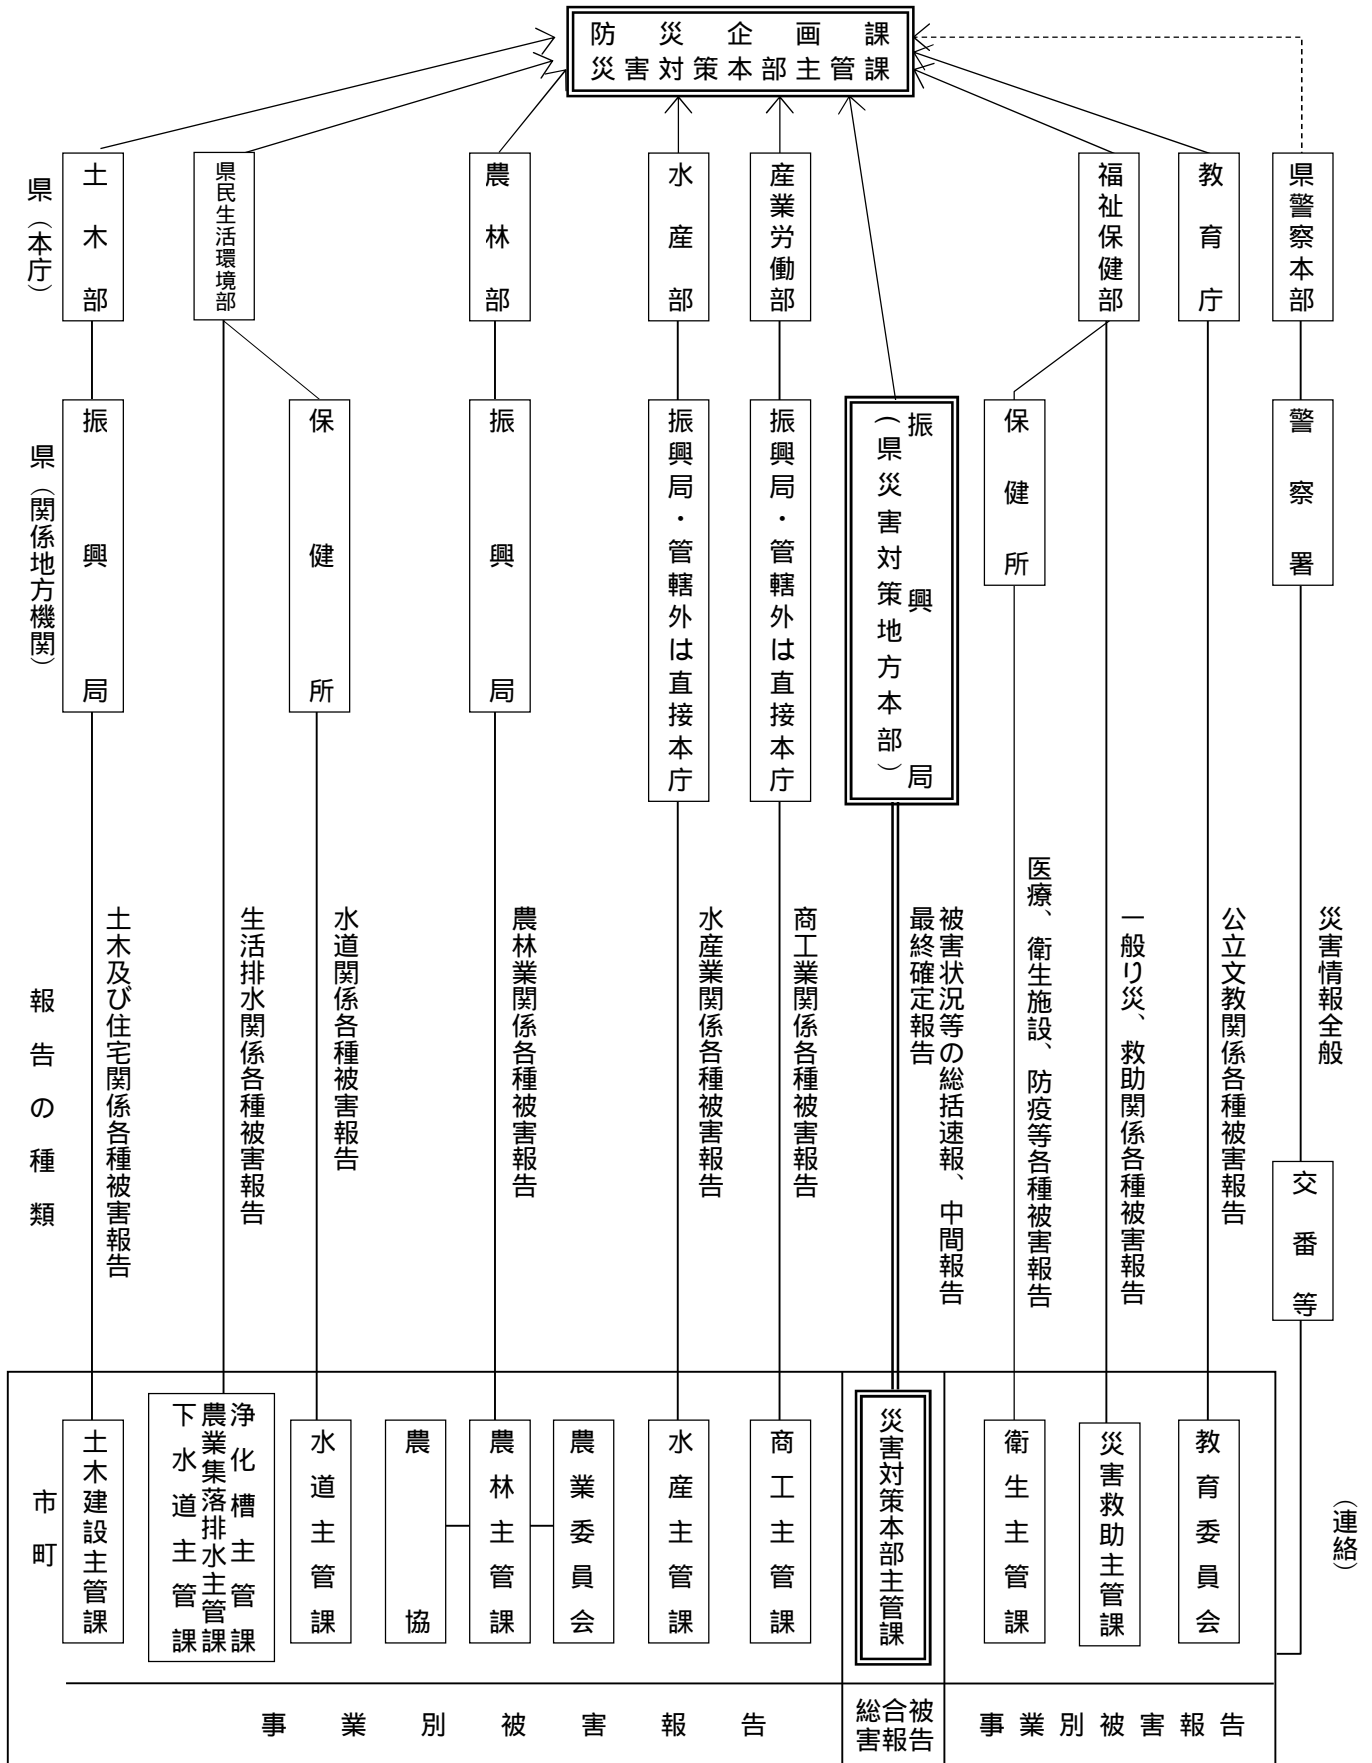 防災企画課
災害対策本部主管課
県（本庁）
土木部
県民生活環境部
農林部
水産部
産業労働部
福祉保健部
教育庁
県警察本部
県（関係地方機関）
振興局
保健所
振興局
振興局・管轄外は直接本庁
振興局・管轄外は直接本庁
振興局
（県災害対策地方本部）
保健所
警察署
報告の種類
土木及び住宅関係各種被害報告
生活排水関係各種被害報告
水道関係各種被害報告
農林業関係各種被害報告
水産業関係各種被害報告
商工業関係各種被害報告
被害状況等の総括速報、中間報告
最終確定報告
医療、衛生施設、防疫等各種被害報告
一般り災、救助関係各種被害報告
公立文教関係各種被害報告
災害情報全般
交番等
市町
土木建設主管課
浄化槽主管課
農業集落排水主管課
下水道主管課
水道主管課
農協
農林主管課
農業委員会
水産主管課
商工主管課
災害対策本部主管課
衛生主管課
災害救助主管課
教育委員会
（連絡）
事業別被害報告
総合被
害報告
事業別被害報告